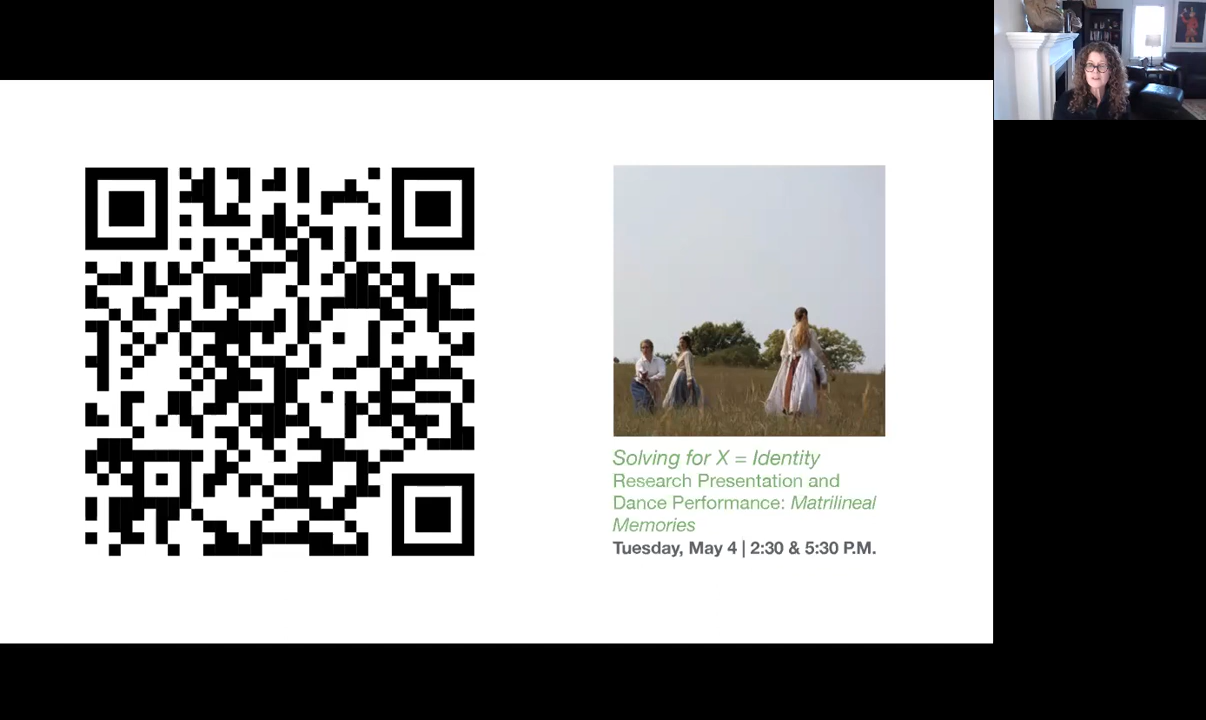 Solving for X = Identity
Research Presentation and
Dance Performance: Matrilineal
Memories
Tuesday, May 4 | 2:30 & 5:30 P.M.